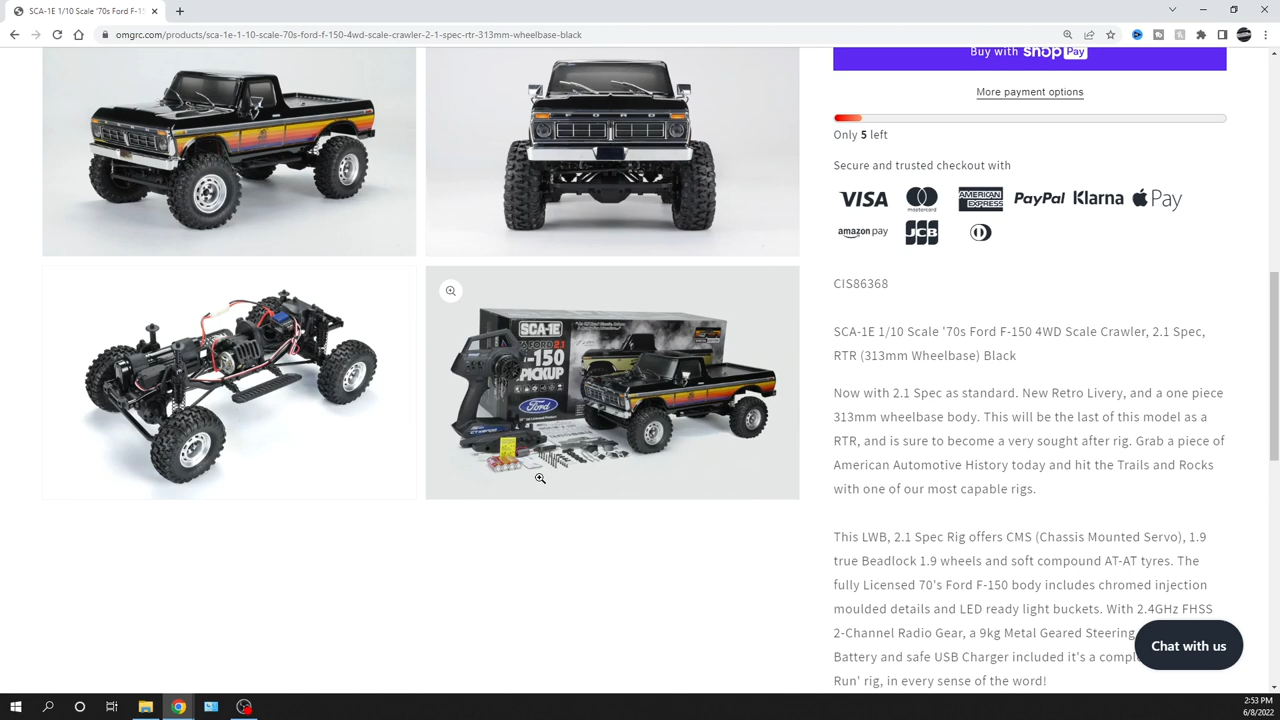 SCA-1E 1/10 Scale '70s Ford F-15
omgrc.com/products/sca-1e-1-10-scale-70s-ford-f-150-4wd-scale-crawler-2-1-spec-rtr-313mm-wheelbase-black
Buy with shop Pay
More payment options
Only 5 left
Secure and trusted checkout with
VISA mastercard AMERICAN EXPRESS PayPal Klarna Pay
amazon pay JCB
CIS86368
SCA-1E 1/10 Scale '70s Ford F-150 4WD Scale Crawler, 2.1 Spec,
RTR (313mm Wheelbase) Black
Now with 2.1 Spec as standard. New Retro Livery, and a one piece
313mm wheelbase body. This will be the last of this model as a
RTR, and is sure to become a very sought after rig. Grab a piece of
American Automotive History today and hit the Trails and Rocks
with one of our most capable rigs.
This LWB, 2.1 Spec Rig offers CMS (Chassis Mounted Servo), 1.9
true Beadlock 1.9 wheels and soft compound AT-AT tyres. The
fully Licensed 70's Ford F-150 body includes chromed injection
moulded details and LED ready light buckets. With 2.4GHz FHSS
2-Channel Radio Gear, a 9kg Metal Geared Steering
Battery and safe USB Charger included it's a compl
Run' rig, in every sense of the word!
Chat with us
SCA-1E
FORD 2.1
-150
PICKUP
Ford
2:53 PM
6/8/2022